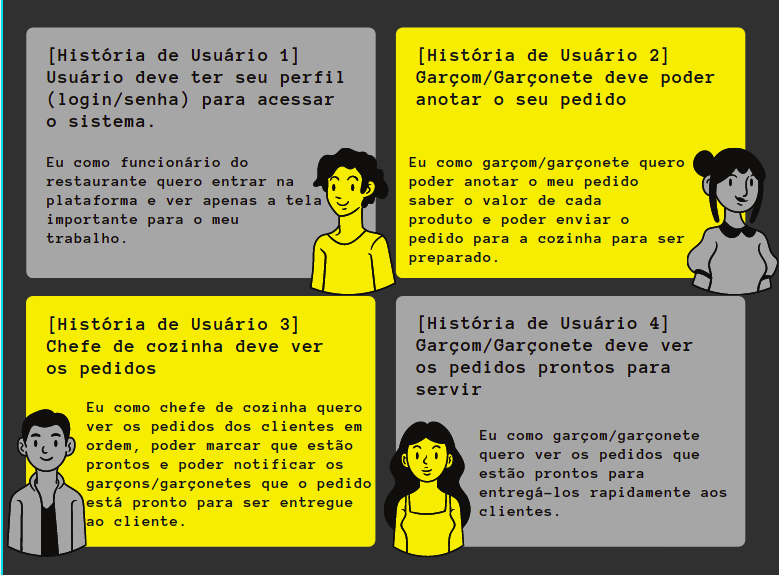 [História de Usuário 1]
Usuário deve ter seu perfil
(login/senha) para acessar
o sistema.
Eu como funcionário do
restaurante quero entrar na
plataforma e ver apenas a tela
importante para o meu
trabalho.
[História de Usuário 2]
Garçom/Garçonete deve poder
anotar o seu pedido
Eu como garçom/garçonete quero
poder anotar o meu pedido
saber o valor de cada
produto e poder enviar o
pedido para a cozinha para ser
preparado.
[História de Usuário 3]
Chefe de cozinha deve ver
os pedidos
Eu como chefe de cozinha quero
ver os pedidos dos clientes em
ordem, poder marcar que estão
prontos e poder notificar os
garçons/garçonetes que o pedido
está pronto para ser entregue
ao cliente.
[História de Usuário 4]
Garçom/Garçonete deve ver
os pedidos prontos para
servir
Eu como garçom/garçonete
quero ver os pedidos que
estão prontos para
entregá-los rapidamente aos
clientes.